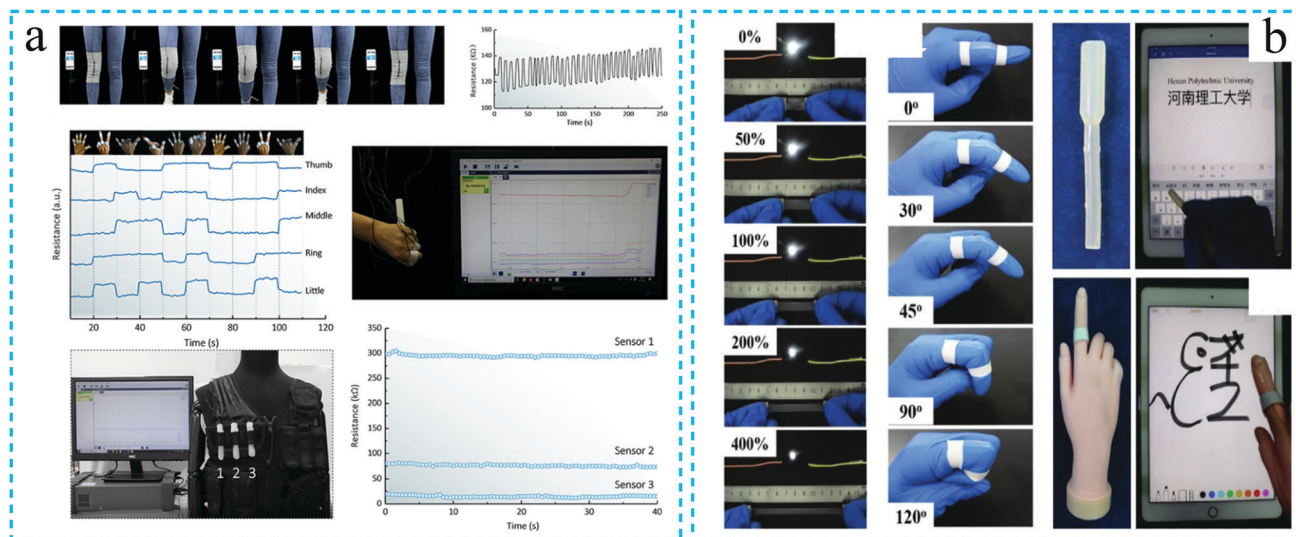 a
Resistance (KΩ)
160
140
120
100
0 50 100 150 200 250
Time (s)
Resistance (a.u.)
Thumb
Index
Middle
Ring
Little
20 40 60 80 100 120
Time (s)
1 2 3
Resistance (kΩ)
350
300
250
200
150
100
50
0
Sensor 1
Sensor 2
Sensor 3
0 10 20 30 40
Time (s)
b
0%
50%
100%
200%
400%
0°
30°
45°
90°
120°
Henan Polytechnic University
河南理工大学